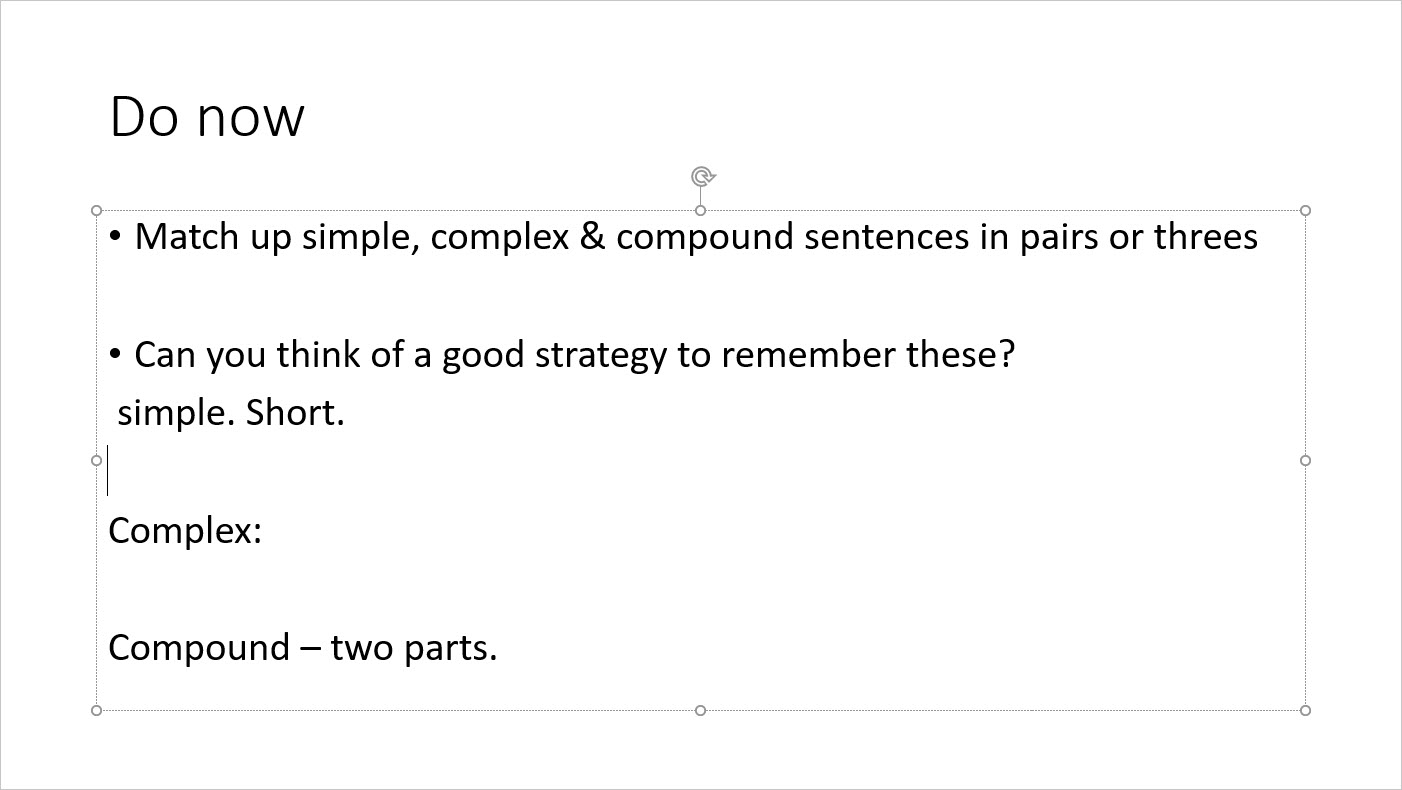 Do now
• Match up simple, complex & compound sentences in pairs or threes
• Can you think of a good strategy to remember these?
simple. Short.
Complex:
Compound – two parts.